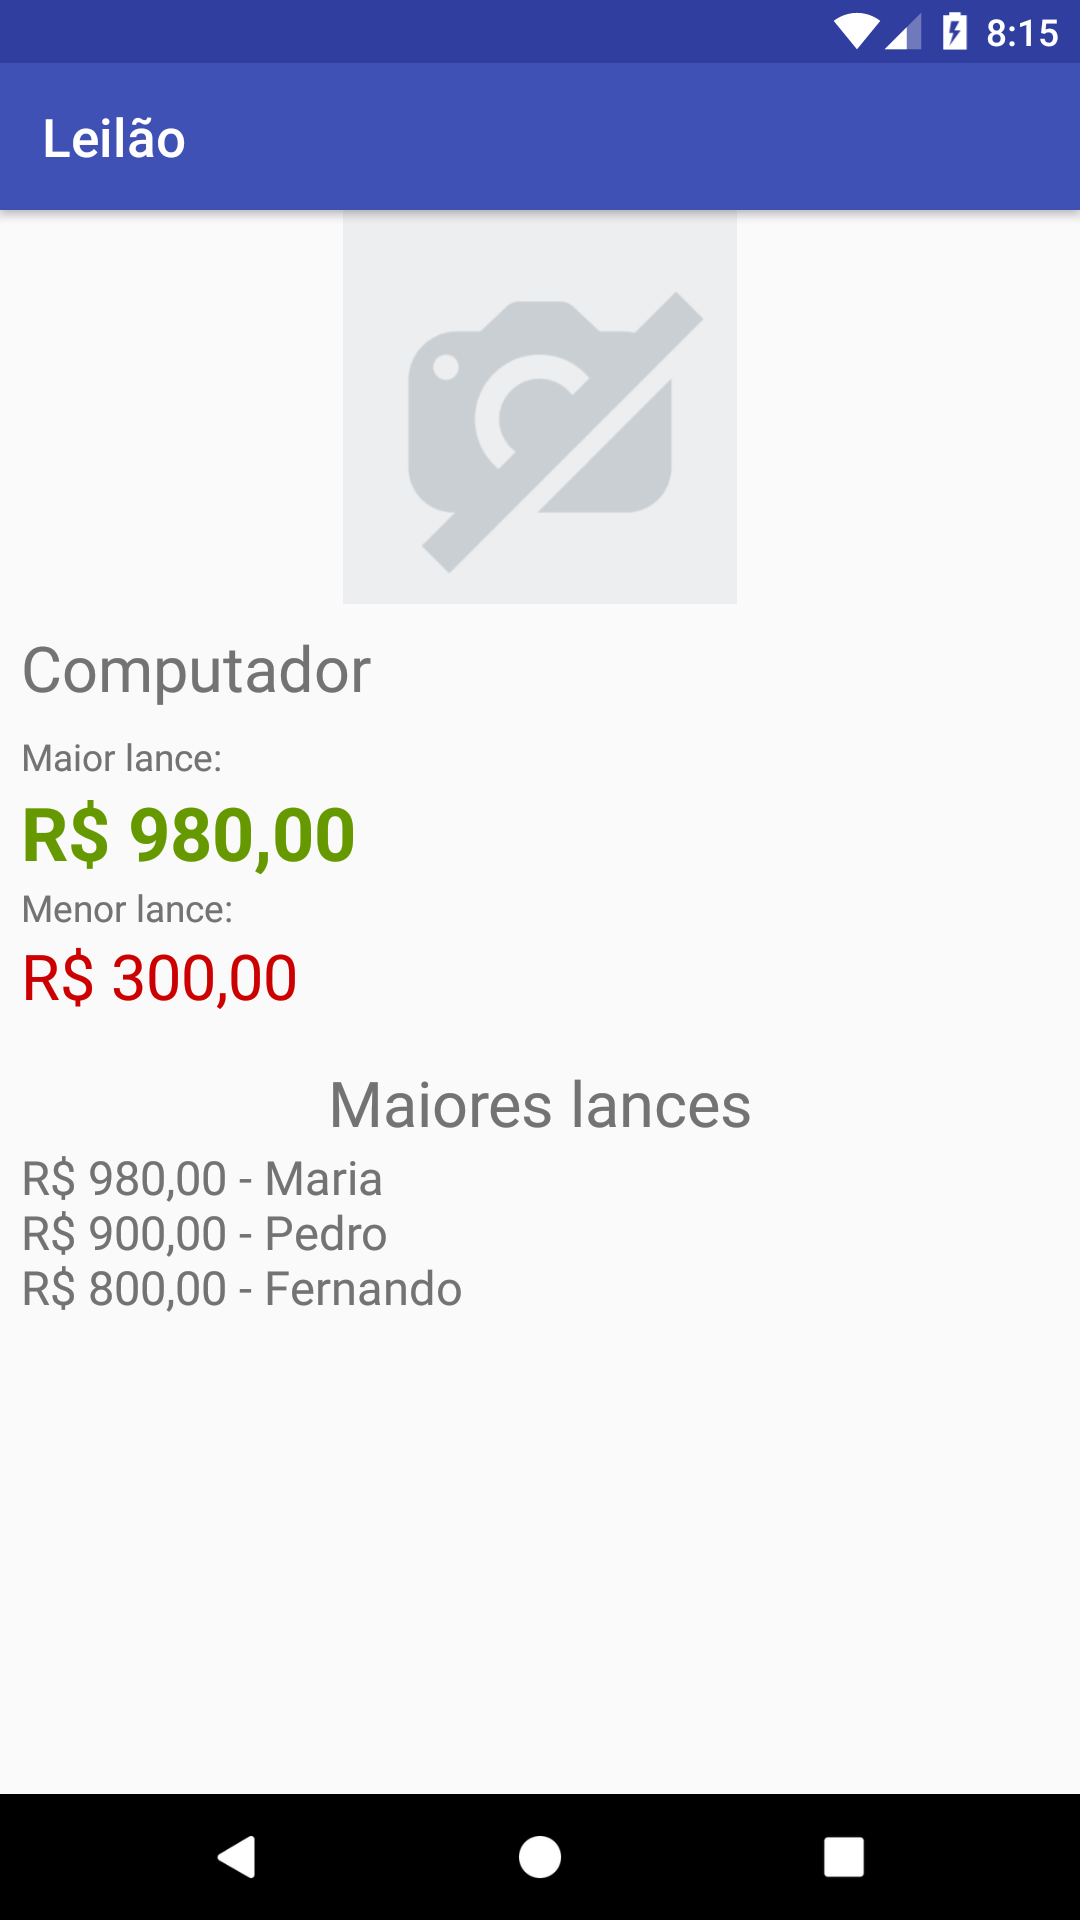 8:15
Leilão
Computador
Maior lance:
R$ 980,00
Menor lance:
R$ 300,00
Maiores lances
R$ 980,00 - Maria
R$ 900,00 - Pedro
R$ 800,00 - Fernando